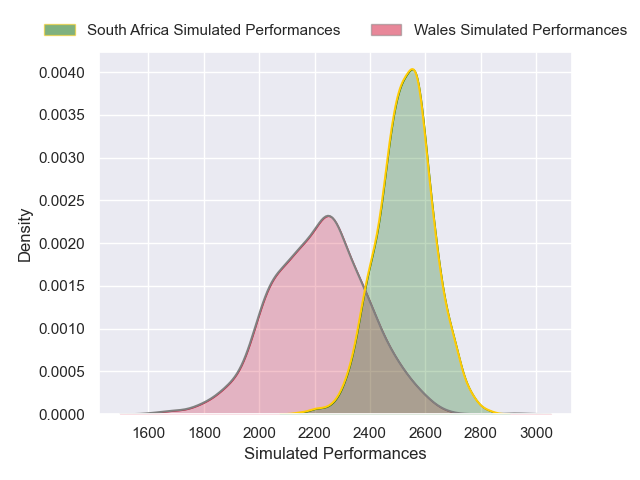 South Africa Simulated Performances Wales Simulated Performances
0.0040
0.0035
0.0030
0.0025
0.0020
0.0015
0.0010
0.0005
0.0000
Density
1600 1800 2000 2200 2400 2600 2800 3000
Simulated Performances